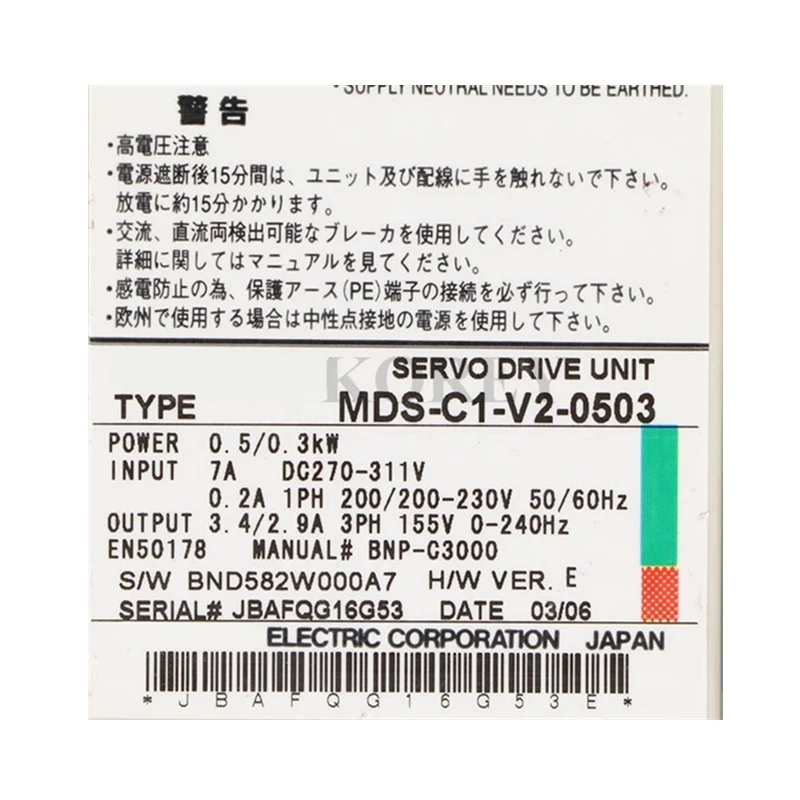 ・SUPPLY NEUTRAL NEEDS TO BE EARTHED.
警告
・高電圧注意
・電源遮断後15分間は、ユニット及び配線に手を触れないで下さい。
放電に約15分かかります。
・交流、直流両検出可能なブレーカを使用してください。
詳細に関してはマニュアルを見てください。
・感電防止の為、保護アース(PE)端子の接続を必ず行って下さい。
・欧州で使用する場合は中性点接地の電源を使用して下さい。
KOKEY
SERVO DRIVE UNIT
TYPE MDS-C1-V2-0503
POWER 0.5/0.3kW
INPUT 7A DC270-311V
0.2A 1PH 200/200-230V 50/60Hz
OUTPUT 3.4/2.9A 3PH 155V 0-240Hz
EN50178 MANUAL# BNP-C3000
S/W BND582W000A7 H/W VER. E
SERIAL# JBAFQG16G53 DATE 03/06
ELECTRIC CORPORATION JAPAN
*JBAFQG16G53E*